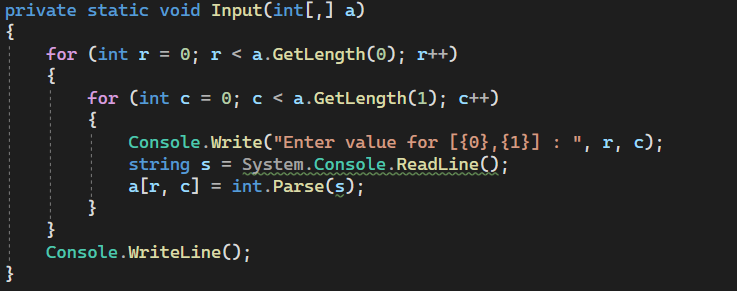 private static void Input(int[,] a)
{
for (int r = 0; r < a.GetLength(0); r++)
{
for (int c = 0; c < a.GetLength(1); c++)
{
Console.Write("Enter value for [{0},{1}] : ", r, c);
string s = System.Console.ReadLine();
a[r, c] = int.Parse(s);
}
}
Console.WriteLine();
}